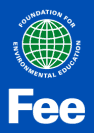 FOUNDATION FOR
ENVIRONMENTAL EDUCATION
Fee